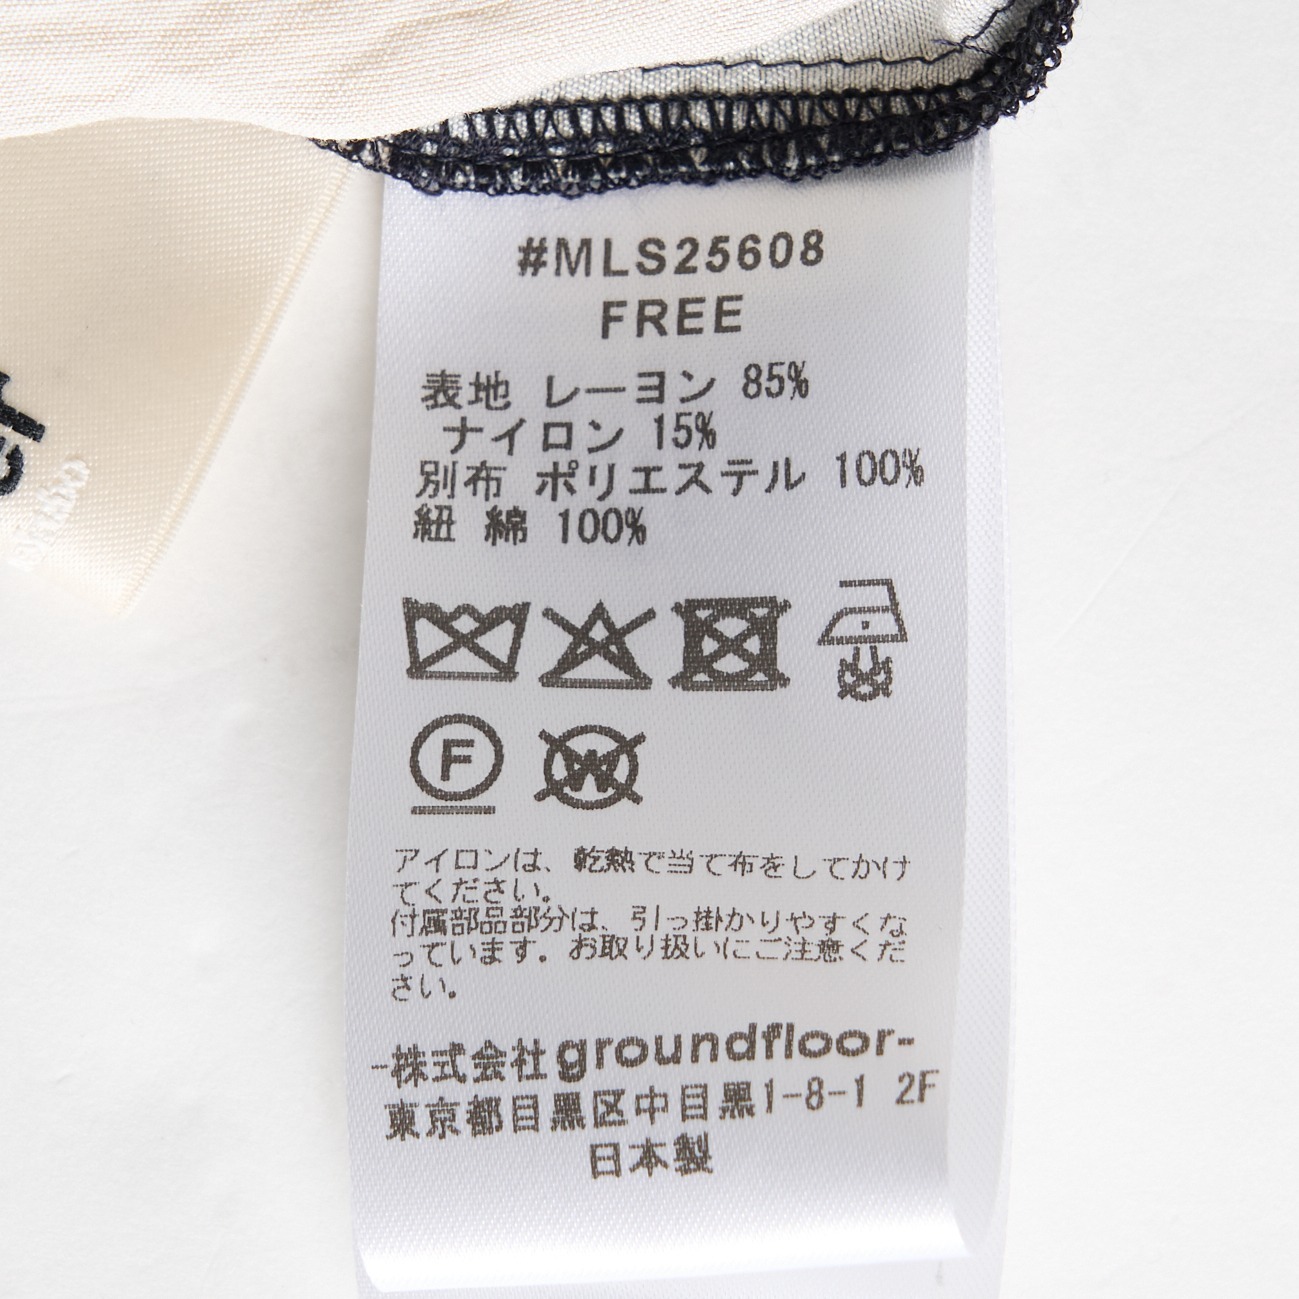 #MLS25608
FREE
表地 レーヨン 85%
ナイロン 15%
別布 ポリエステル 100%
紐 綿 100%
F
W
アイロンは、乾熱で当て布をしてかけ
てください。
付属部品部分は、引っ掛かりやすくな
っています。お取り扱いにご注意くだ
さい。
-株式会社groundfloor-
東京都目黒区中目黒1-8-1 2F
日本製